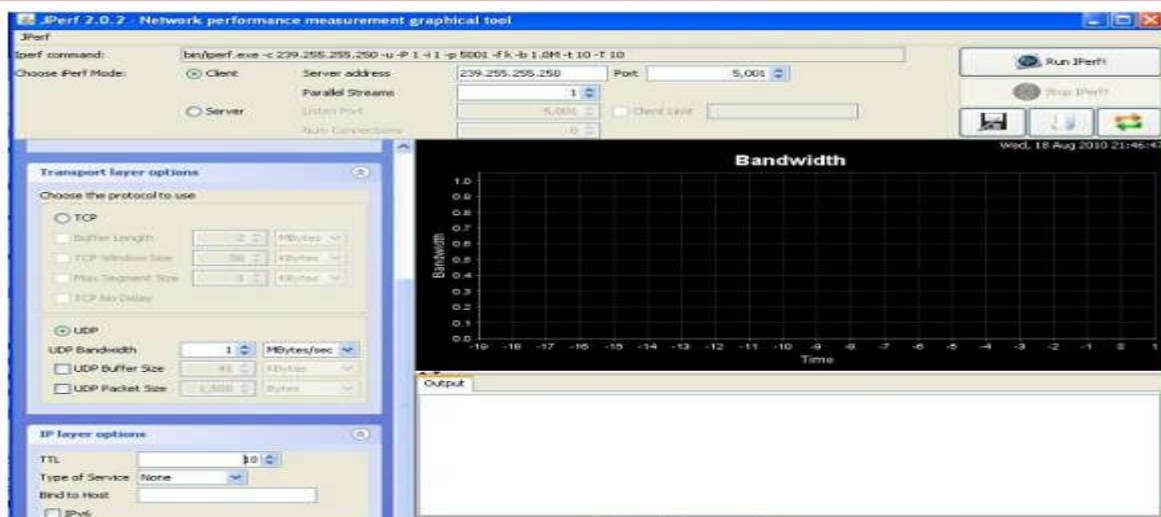 JPerf 2.0.2 - Network performance measurement graphical tool
JPerf
Iperf command: bin/iperf.exe -c 239.255.255.250 -u -P 1 -i 1 -p 5001 -f k -b 1.0M -t 10 -T 10
Choose iPerf Mode: Client Server address 239.255.255.250 Port 5,001
Parallel Streams 1
Server Listen Port 5,001 Client Limit
Num Connections 0
Run IPerf!
Stop IPerf!
Transport layer options
Choose the protocol to use
TCP
Buffer Length 2 MBytes
TCP Window Size 56 KBytes
Max Segment Size 1 KBytes
TCP No Delay
UDP
UDP Bandwidth 1 MBytes/sec
UDP Buffer Size 41 KBytes
UDP Packet Size 1,500 Bytes
IP layer options
TTL 10
Type of Service None
Bind to Host
IPv6
Wed, 18 Aug 2010 21:46:47
Bandwidth
Bandwidth
1.0
0.9
0.8
0.7
0.6
0.5
0.4
0.3
0.2
0.1
0.0
-19 -18 -17 -16 -15 -14 -13 -12 -11 -10 -9 -8 -7 -6 -5 -4 -3 -2 -1 0 1
Time
Output